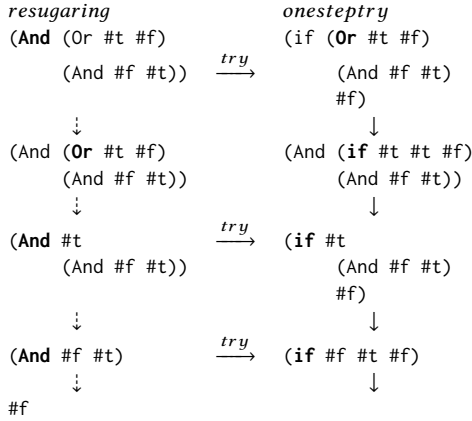 resugaring onesteptry
(And (Or #t #f) (if (Or #t #f)
(And #f #t)) try (And #f #t)
#f)
(And (Or #t #f) (And (if #t #t #f)
(And #f #t)) (And #f #t))
(And #t try (if #t
(And #f #t)) (And #f #t)
#f)
(And #f #t) try (if #f #t #f)
#f